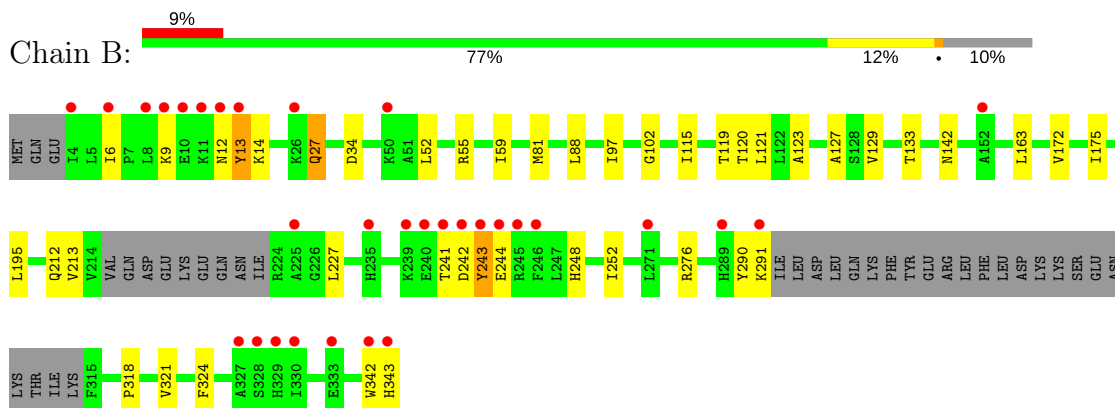 9%
Chain B:
77% 12% • 10%
MET GLN GLU I4 L5 I6 P7 L8 K9 E10 K11 N12 Y13 K14 K26 Q27 D34 K50 A51 L52 R55 I59 M81 L88 I97 G102 I115 T119 T120 L121 L122 A123 A127 S128 V129 T133 N142 A152 L163 V172 I175
L195 Q212 V213 V214 VAL GLN ASP GLU LYS GLU GLN ASN ILE R224 A225 G226 L227 H235 K239 E240 T241 D242 Y243 E244 R245 F246 L247 H248 I252 L271 R276 H289 Y290 K291 ILE LEU ASP LEU GLN LYS PHE TYR GLU ARG LEU PHE LEU ASP LYS LYS SER GLU ASN
LYS THR ILE LYS F315 P318 V321 F324 A327 S328 H329 I330 E333 W342 H343